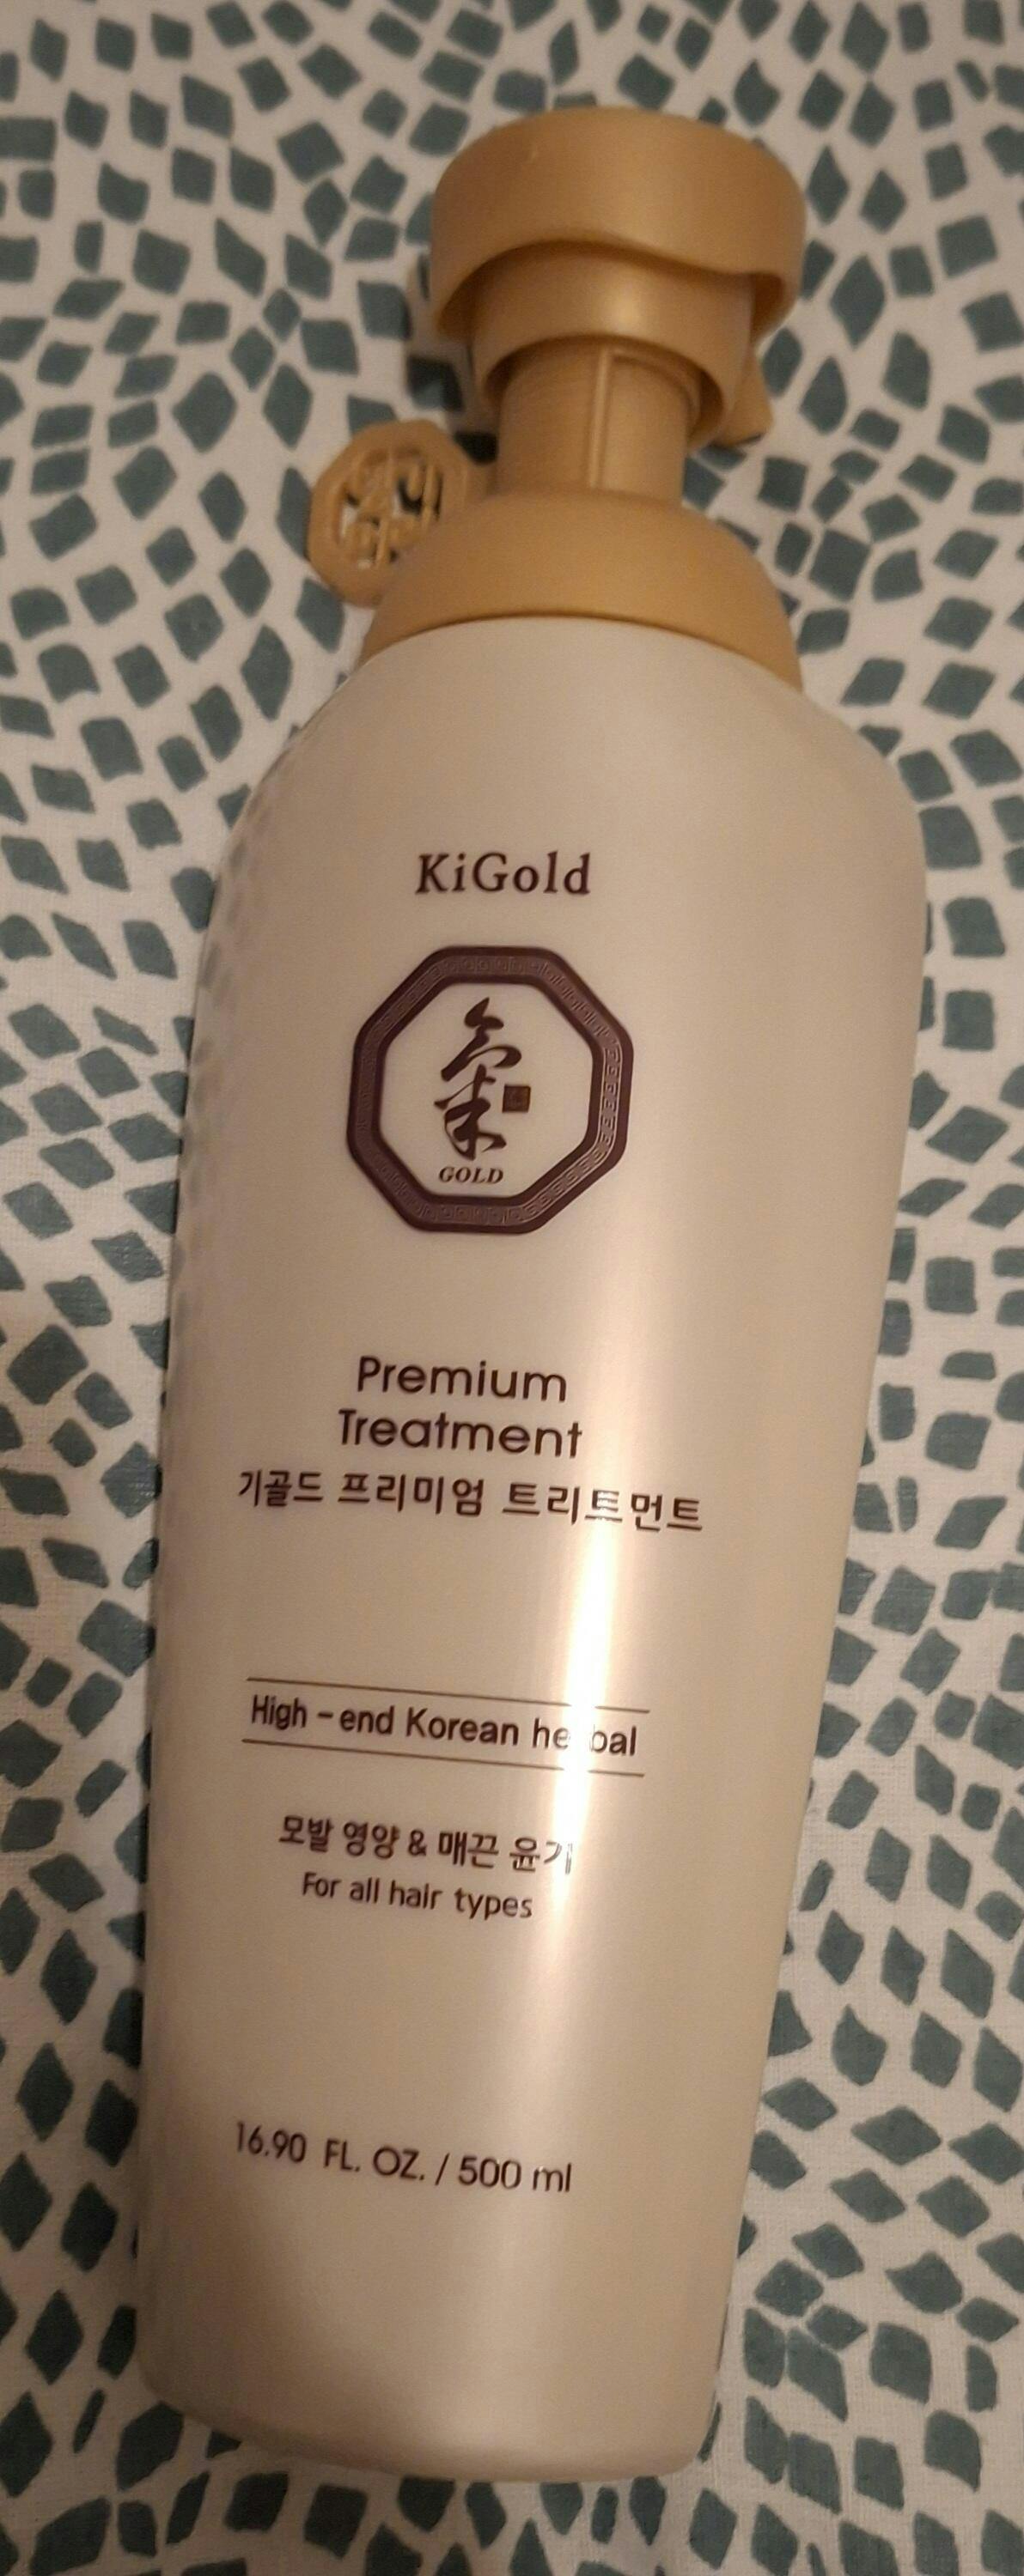 KiGold
氣
GOLD
Premium
Treatment
기골드 프리미엄 트리트먼트
High-end Korean herbal
모발 영양 & 매끈 윤기
For all hair types
16.90 FL. OZ. / 500 ml